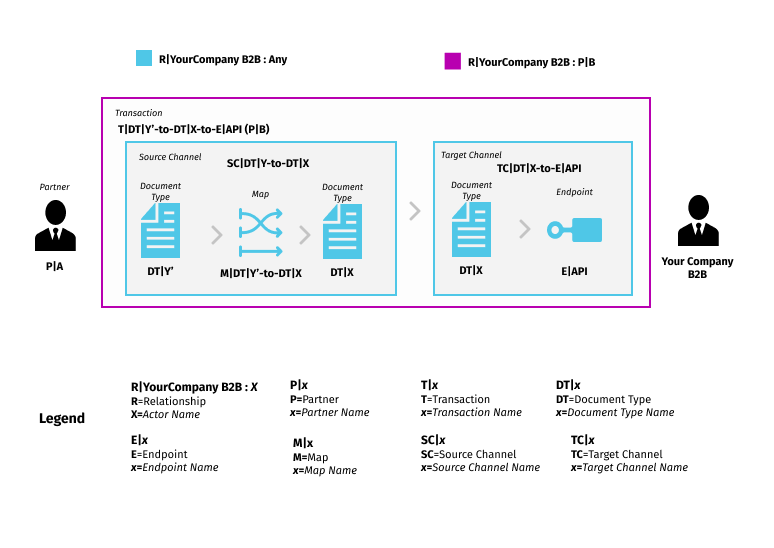 R|YourCompany B2B : Any
R|YourCompany B2B : P|B
Transaction
T|DT|Y’-to-DT|X-to-E|API (P|B)
Source Channel
SC|DT|Y-to-DT|X
Document
Type
Map
Document
Type
DT|Y’
M|DT|Y’-to-DT|X
DT|X
Target Channel
TC|DT|X-to-E|API
Document
Type
Endpoint
DT|X
E|API
Partner
P|A
Your Company
B2B
Legend
R|YourCompany B2B : X
R=Relationship
X=Actor Name
P|x
P=Partner
x=Partner Name
T|x
T=Transaction
x=Transaction Name
DT|x
DT=Document Type
x=Document Type Name
E|x
E=Endpoint
x=Endpoint Name
M|x
M=Map
x=Map Name
SC|x
SC=Source Channel
x=Source Channel Name
TC|x
TC=Target Channel
x=Target Channel Name